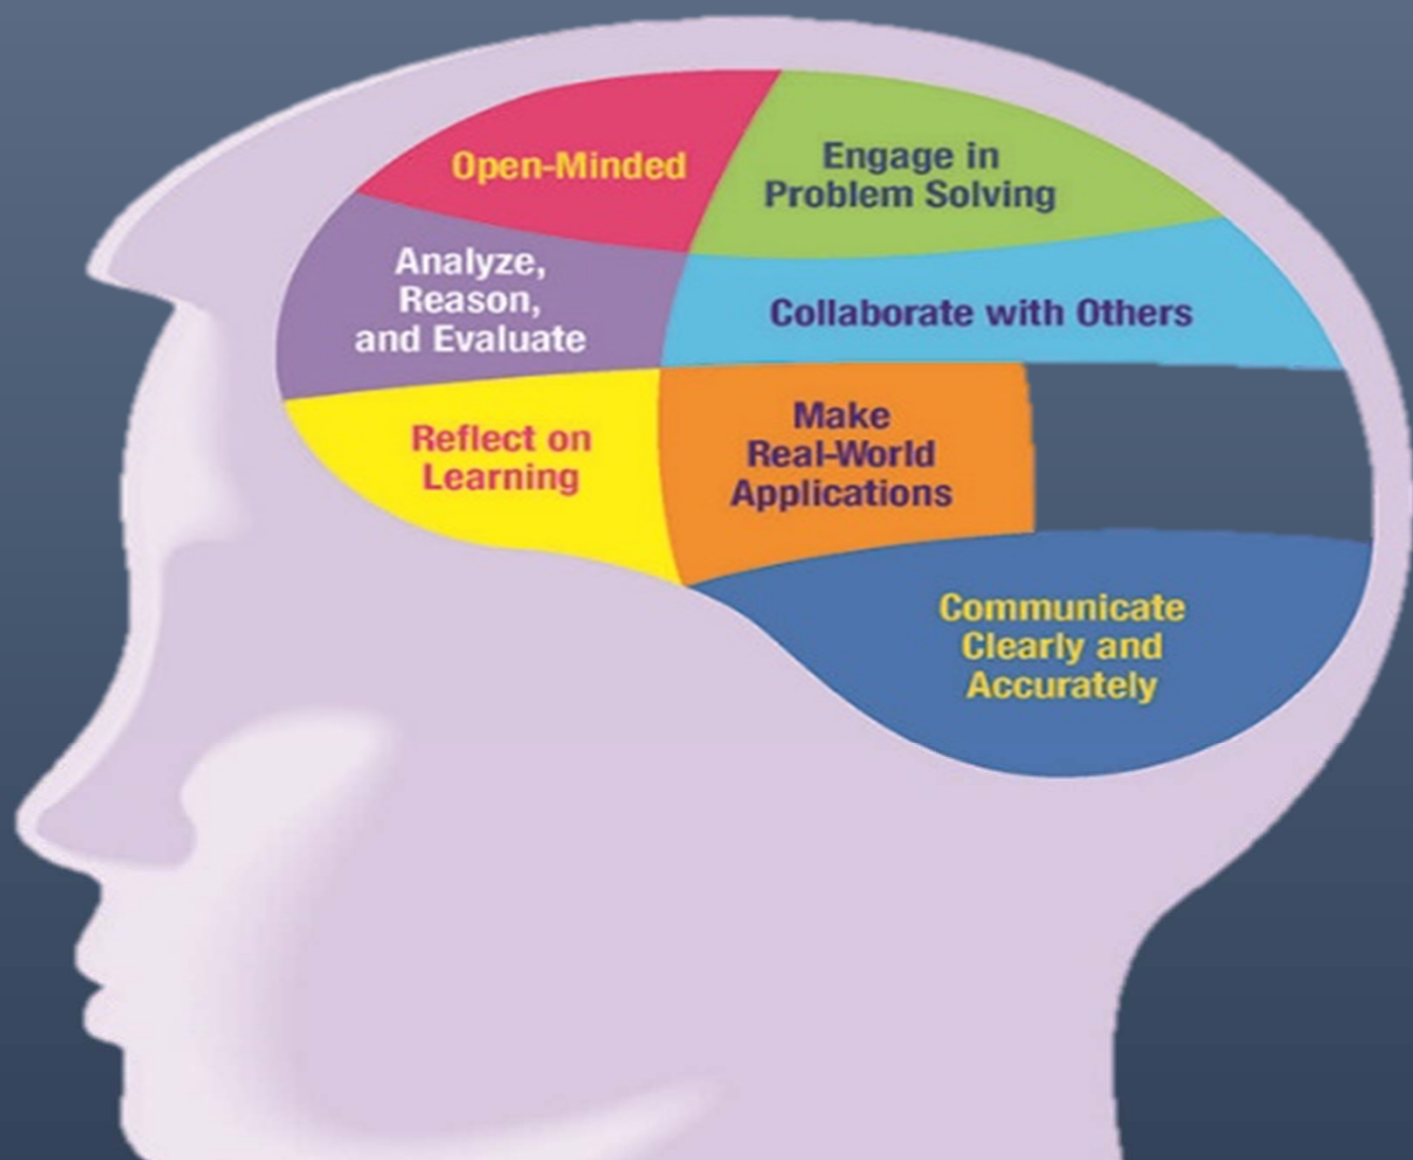 Open-Minded
Engage in
Problem Solving
Analyze,
Reason,
and Evaluate
Collaborate with Others
Reflect on
Learning
Make
Real-World
Applications
Communicate
Clearly and
Accurately